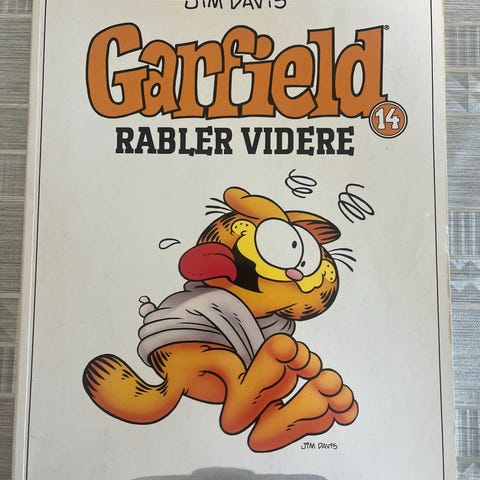 JIM DAVIS
Garfield®
14
RABLER VIDERE
JIM DAVIS